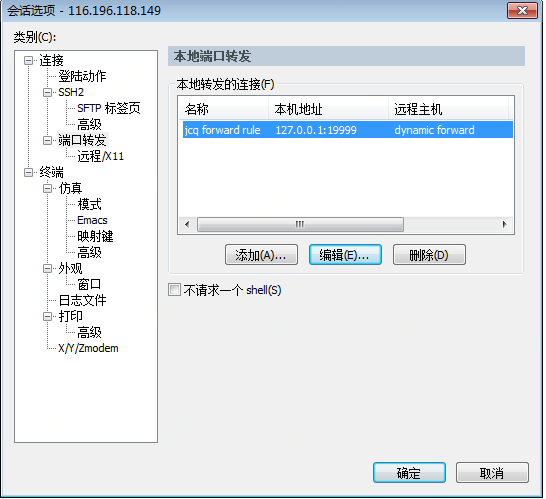 会话选项 - 116.196.118.149
类别(C):
连接
登陆动作
SSH2
SFTP 标签页
高级
端口转发
远程/X11
终端
仿真
模式
Emacs
映射键
高级
外观
窗口
日志文件
打印
高级
X/Y/Zmodem
本地端口转发
本地转发的连接(F)
名称 本机地址 远程主机
jcq forward rule 127.0.0.1:19999 dynamic forward
添加(A)... 编辑(E)... 删除(D)
不请求一个 shell(S)
确定 取消